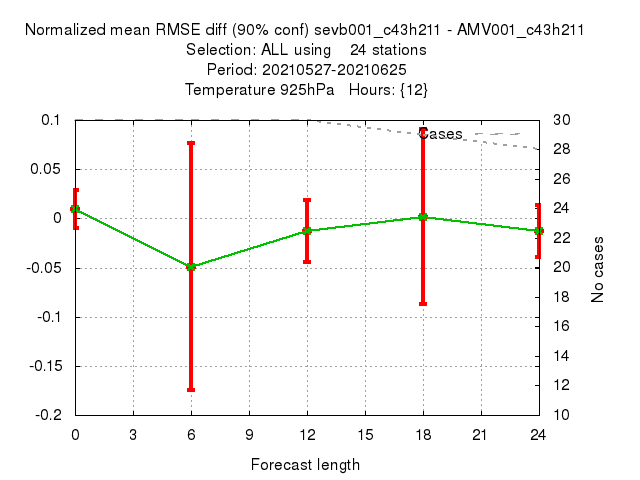 Normalized mean RMSE diff (90% conf) sevb001_c43h211 - AMV001_c43h211
Selection: ALL using    24 stations
Period: 20210527-20210625
Temperature 925hPa   Hours: {12}
Cases
0.1
0.05
0
-0.05
-0.1
-0.15
-0.2
30
28
26
24
22
20
18
16
14
12
10
No cases
0 3 6 9 12 15 18 21 24
Forecast length